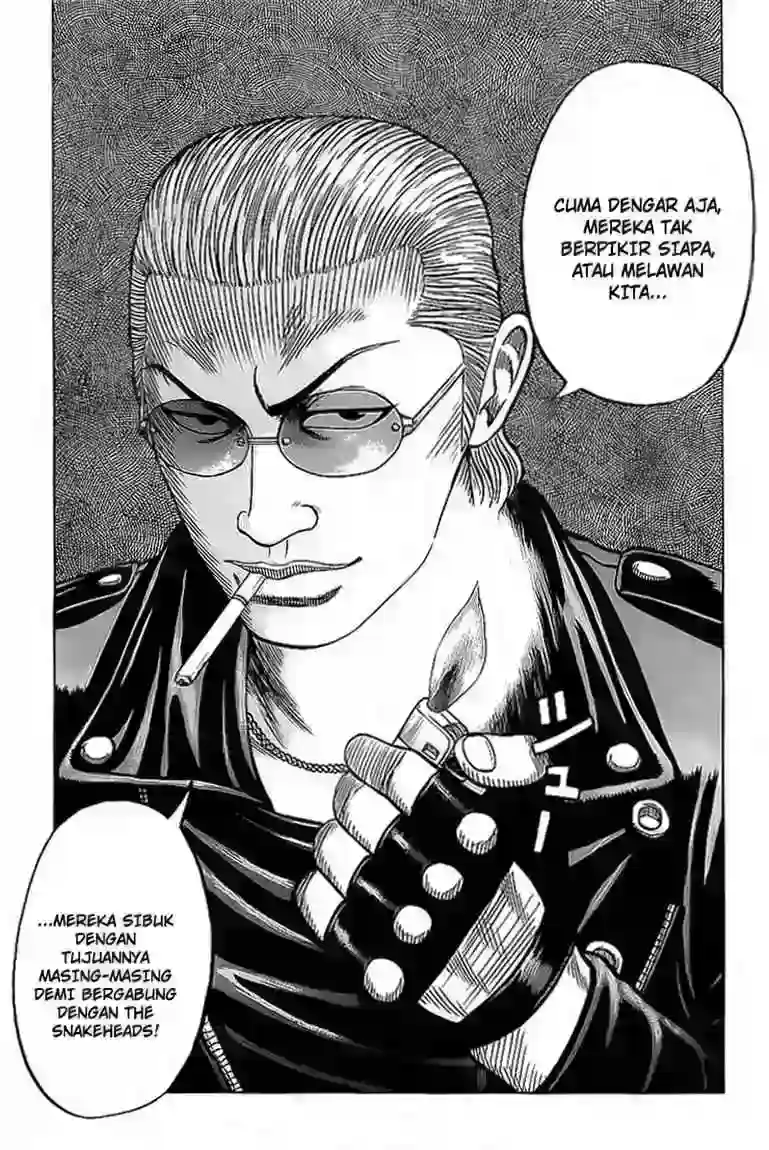 CUMA DENGAR AJA,
MEREKA TAK
BERPIKIR SIAPA,
ATAU MELAWAN
KITA...
ニュー
...MEREKA SIBUK
DENGAN
TUJUANNYA
MASING-MASING
DEMI BERGABUNG
DENGAN THE
SNAKEHEADS!